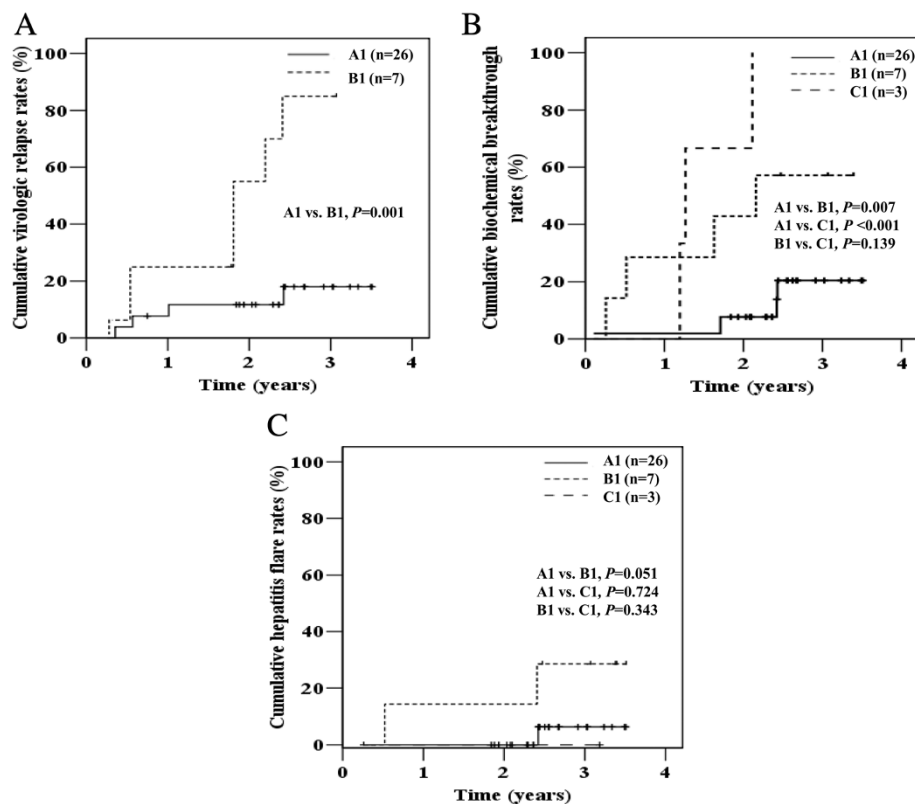 A
Cumulative virologic relapse rates (%)
100
80
60
40
20
0
0 1 2 3 4
Time (years)
A1 (n=26)
B1 (n=7)
A1 vs. B1, P=0.001
B
Cumulative biochemical breakthrough
rates (%)
100
80
60
40
20
0
0 1 2 3 4
Time (years)
A1 (n=26)
B1 (n=7)
C1 (n=3)
A1 vs. B1, P=0.007
A1 vs. C1, P <0.001
B1 vs. C1, P=0.139
C
Cumulative hepatitis flare rates (%)
100
80
60
40
20
0
0 1 2 3 4
Time (years)
A1 (n=26)
B1 (n=7)
C1 (n=3)
A1 vs. B1, P=0.051
A1 vs. C1, P=0.724
B1 vs. C1, P=0.343